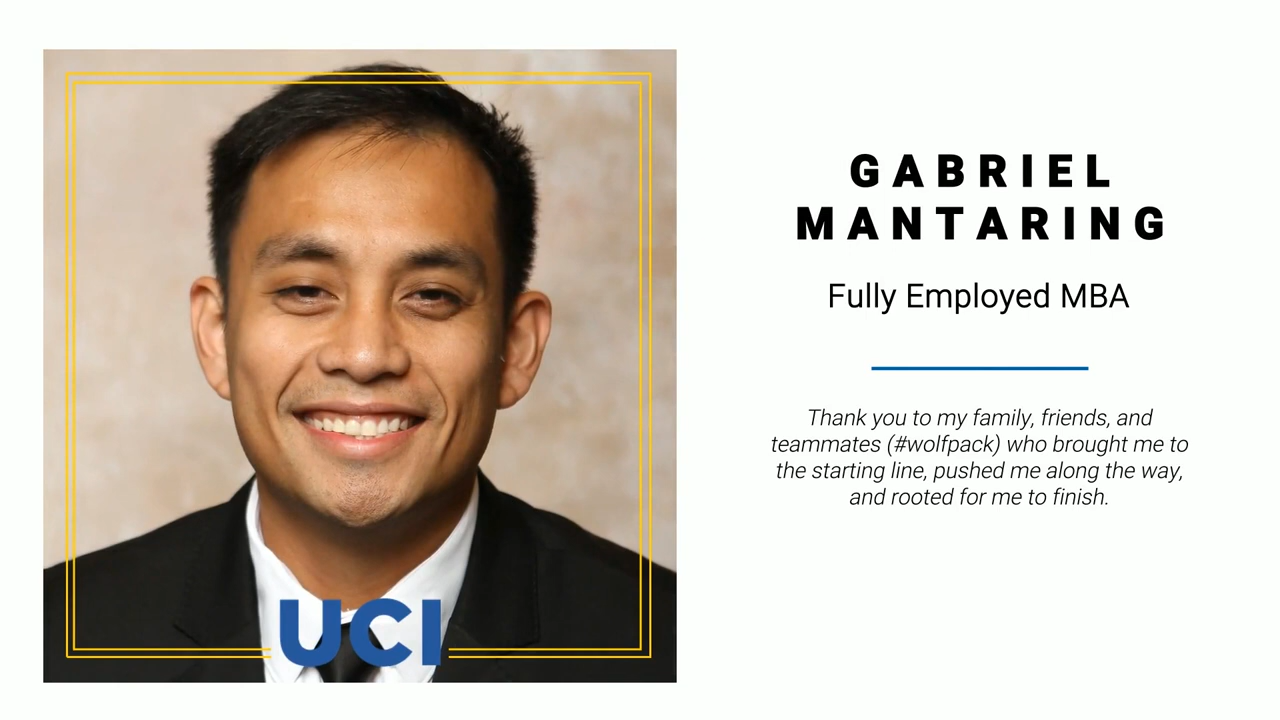 GABRIEL
MANTARING
Fully Employed MBA
Thank you to my family, friends, and
teammates (#wolfpack) who brought me to
the starting line, pushed me along the way,
and rooted for me to finish.
UCI